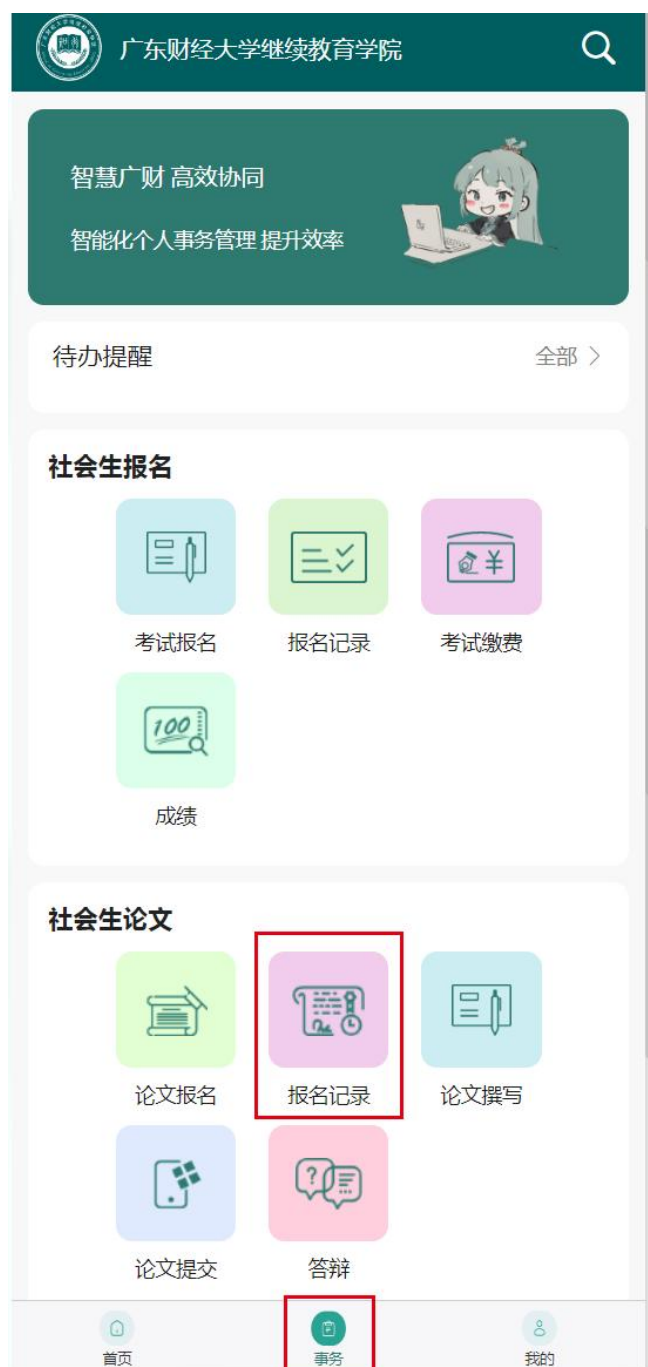 广东财经大学继续教育学院
智慧广财 高效协同
智能化个人事务管理 提升效率
待办提醒
全部
社会生报名
考试报名
报名记录
考试缴费
100
成绩
社会生论文
论文报名
报名记录
论文撰写
论文提交
答辩
首页
事务
我的